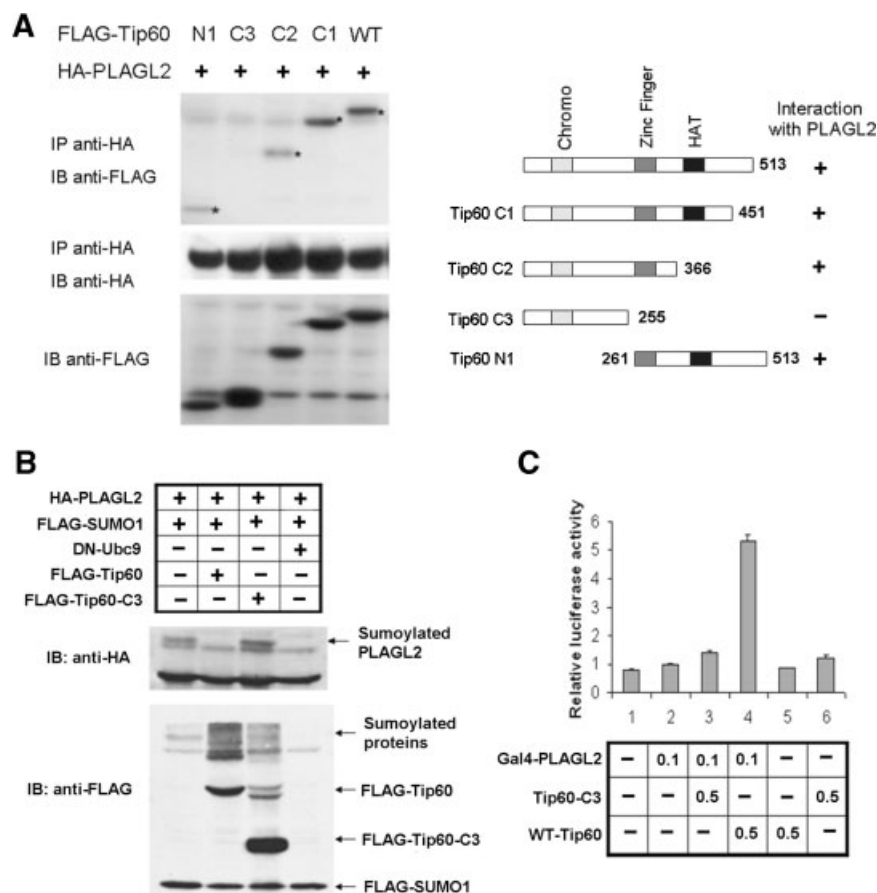 A
FLAG-Tip60 N1 C3 C2 C1 WT
HA-PLAGL2 + + + + +
IP anti-HA
IB anti-FLAG
IP anti-HA
IB anti-HA
IB anti-FLAG
Chromo
Zinc Finger
HAT
Interaction
with PLAGL2
513 +
Tip60 C1 451 +
Tip60 C2 366 +
Tip60 C3 255 −
Tip60 N1 261 513 +
B
HA-PLAGL2 + + + +
FLAG-SUMO1 + + + +
DN-Ubc9 − − − +
FLAG-Tip60 − + − −
FLAG-Tip60-C3 − − + −
IB: anti-HA
Sumoylated
PLAGL2
IB: anti-FLAG
Sumoylated
proteins
FLAG-Tip60
FLAG-Tip60-C3
FLAG-SUMO1
C
Relative luciferase activity
6
5
4
3
2
1
0
1 2 3 4 5 6
Gal4-PLAGL2 − 0.1 0.1 0.1 − −
Tip60-C3 − − 0.5 − − 0.5
WT-Tip60 − − − 0.5 0.5 −